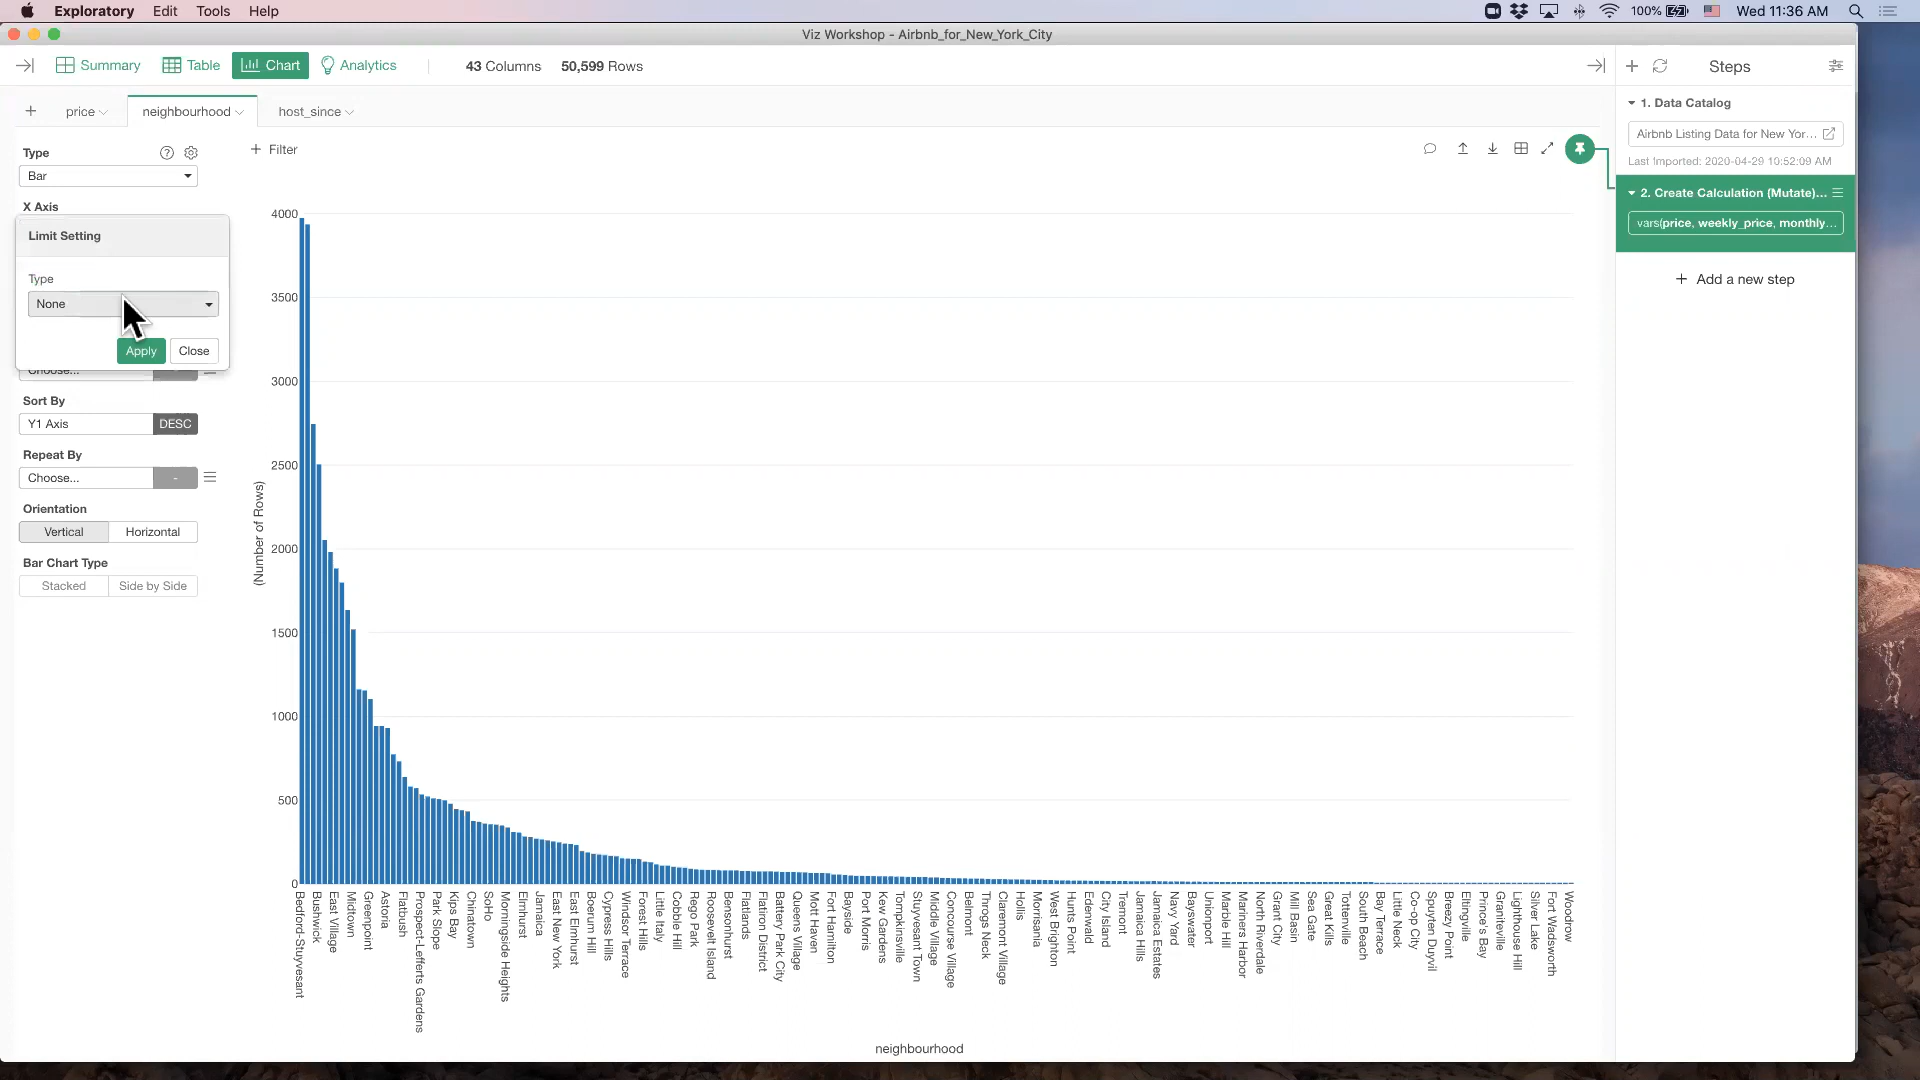 Exploratory Edit Tools Help
100% Wed 11:36 AM
Viz Workshop - Airbnb_for_New_York_City
Summary Table Chart Analytics 43 Columns 50,599 Rows
Steps
price neighbourhood host_since
Type
Bar
X Axis
Limit Setting
Type
None
Apply Close
Choose... -
Sort By
Y1 Axis DESC
Repeat By
Choose... -
Orientation
Vertical Horizontal
Bar Chart Type
Stacked Side by Side
+ Filter
4000
3500
3000
2500
2000
1500
1000
500
0
(Number of Rows)
Bedford-Stuyvesant
Bushwick
East Village
Midtown
Greenpoint
Astoria
Flatbush
Prospect-Lefferts Gardens
Park Slope
Kips Bay
Chinatown
SoHo
Morningside Heights
Elmhurst
Jamaica
East New York
East Elmhurst
Boerum Hill
Cypress Hills
Windsor Terrace
Forest Hills
Little Italy
Cobble Hill
Rego Park
Roosevelt Island
Bensonhurst
Flatlands
Flatiron District
Battery Park City
Queens Village
Mott Haven
Fort Hamilton
Bayside
Port Morris
Kew Gardens
Tompkinsville
Stuyvesant Town
Middle Village
Concourse Village
Belmont
Throgs Neck
Claremont Village
Hollis
Morrisania
West Brighton
Hunts Point
Edenwald
City Island
Tremont
Jamaica Hills
Jamaica Estates
Navy Yard
Bayswater
Unionport
Marble Hill
Mariners Harbor
North Riverdale
Grant City
Mill Basin
Sea Gate
Great Kills
Tottenville
South Beach
Bay Terrace
Little Neck
Co-op City
Spuyten Duyvil
Breezy Point
Eltingville
Prince's Bay
Graniteville
Lighthouse Hill
Silver Lake
Fort Wadsworth
Woodrow
neighbourhood
1. Data Catalog
Airbnb Listing Data for New Yor...
Last Imported: 2020-04-29 10:52:09 AM
2. Create Calculation (Mutate)...
vars(price, weekly_price, monthly...
+ Add a new step